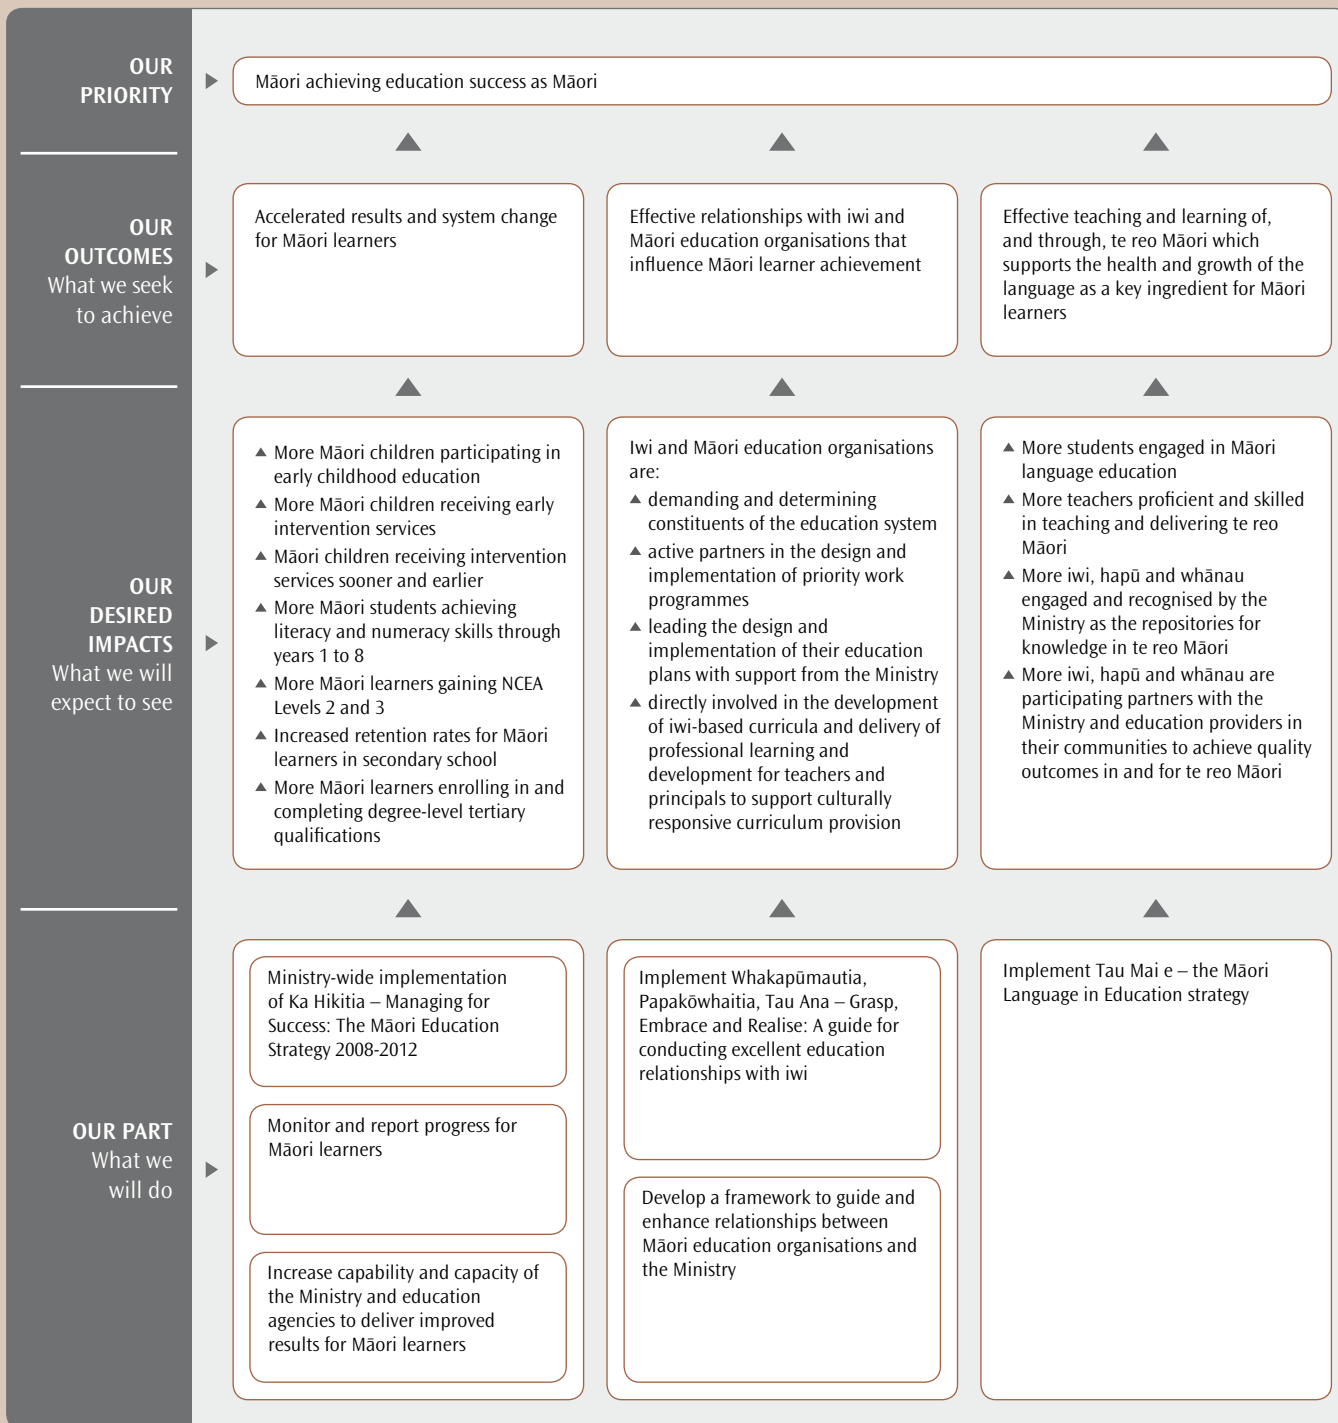 OUR
PRIORITY
Māori achieving education success as Māori
OUR
OUTCOMES
What we seek
to achieve
Accelerated results and system change
for Māori learners
Effective relationships with iwi and
Māori education organisations that
influence Māori learner achievement
Effective teaching and learning of,
and through, te reo Māori which
supports the health and growth of the
language as a key ingredient for Māori
learners
OUR
DESIRED
IMPACTS
What we will
expect to see
More Māori children participating in
early childhood education
More Māori children receiving early
intervention services
Māori children receiving intervention
services sooner and earlier
More Māori students achieving
literacy and numeracy skills through
years 1 to 8
More Māori learners gaining NCEA
Levels 2 and 3
Increased retention rates for Māori
learners in secondary school
More Māori learners enrolling in and
completing degree-level tertiary
qualifications
Iwi and Māori education organisations
are:
demanding and determining
constituents of the education system
active partners in the design and
implementation of priority work
programmes
leading the design and
implementation of their education
plans with support from the Ministry
directly involved in the development
of iwi-based curricula and delivery of
professional learning and
development for teachers and
principals to support culturally
responsive curriculum provision
More students engaged in Māori
language education
More teachers proficient and skilled
in teaching and delivering te reo
Māori
More iwi, hapū and whānau
engaged and recognised by the
Ministry as the repositories for
knowledge in te reo Māori
More iwi, hapū and whānau are
participating partners with the
Ministry and education providers in
their communities to achieve quality
outcomes in and for te reo Māori
OUR PART
What we
will do
Ministry-wide implementation
of Ka Hikitia – Managing for
Success: The Māori Education
Strategy 2008-2012
Monitor and report progress for
Māori learners
Increase capability and capacity of
the Ministry and education
agencies to deliver improved
results for Māori learners
Implement Whakapūmautia,
Papakōwhaitia, Tau Ana – Grasp,
Embrace and Realise: A guide for
conducting excellent education
relationships with iwi
Develop a framework to guide and
enhance relationships between
Māori education organisations and
the Ministry
Implement Tau Mai e – the Māori
Language in Education strategy